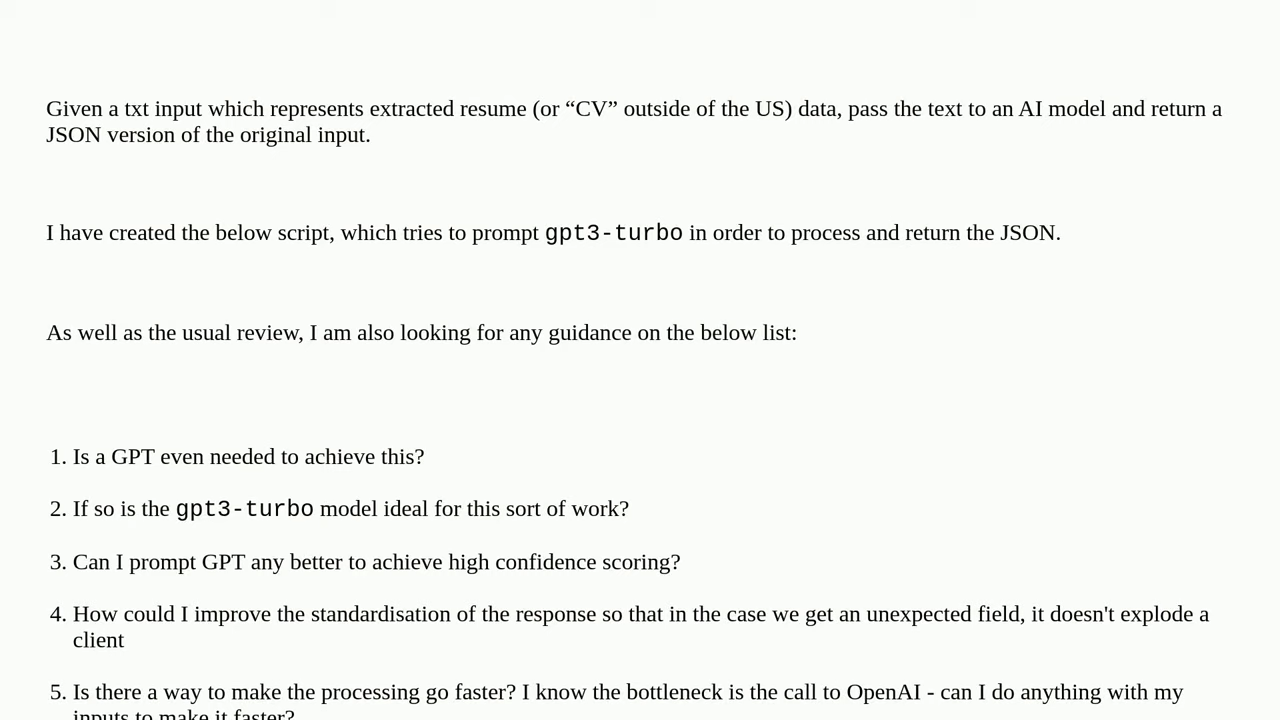 Given a txt input which represents extracted resume (or “CV” outside of the US) data, pass the text to an AI model and return a
JSON version of the original input.
I have created the below script, which tries to prompt gpt3-turbo in order to process and return the JSON.
As well as the usual review, I am also looking for any guidance on the below list:
1. Is a GPT even needed to achieve this?
2. If so is the gpt3-turbo model ideal for this sort of work?
3. Can I prompt GPT any better to achieve high confidence scoring?
4. How could I improve the standardisation of the response so that in the case we get an unexpected field, it doesn't explode a
client
5. Is there a way to make the processing go faster? I know the bottleneck is the call to OpenAI - can I do anything with my
inputs to make it faster?